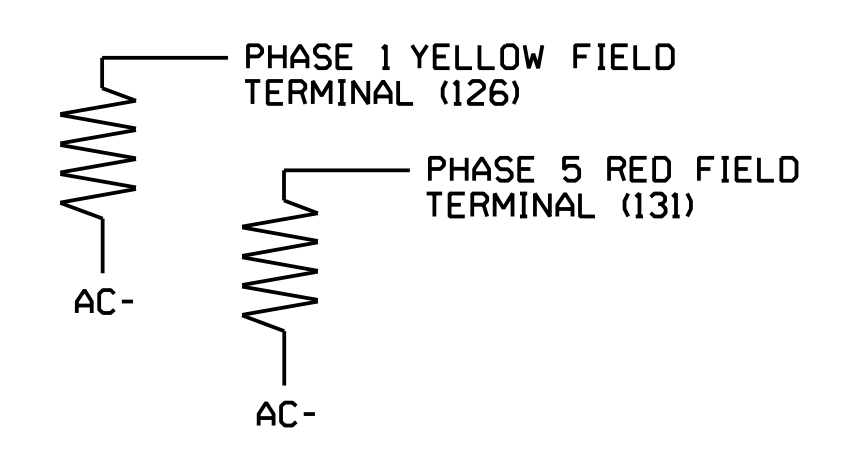 PHASE 1 YELLOW FIELD
TERMINAL (126)
PHASE 5 RED FIELD
TERMINAL (131)
AC-
AC-